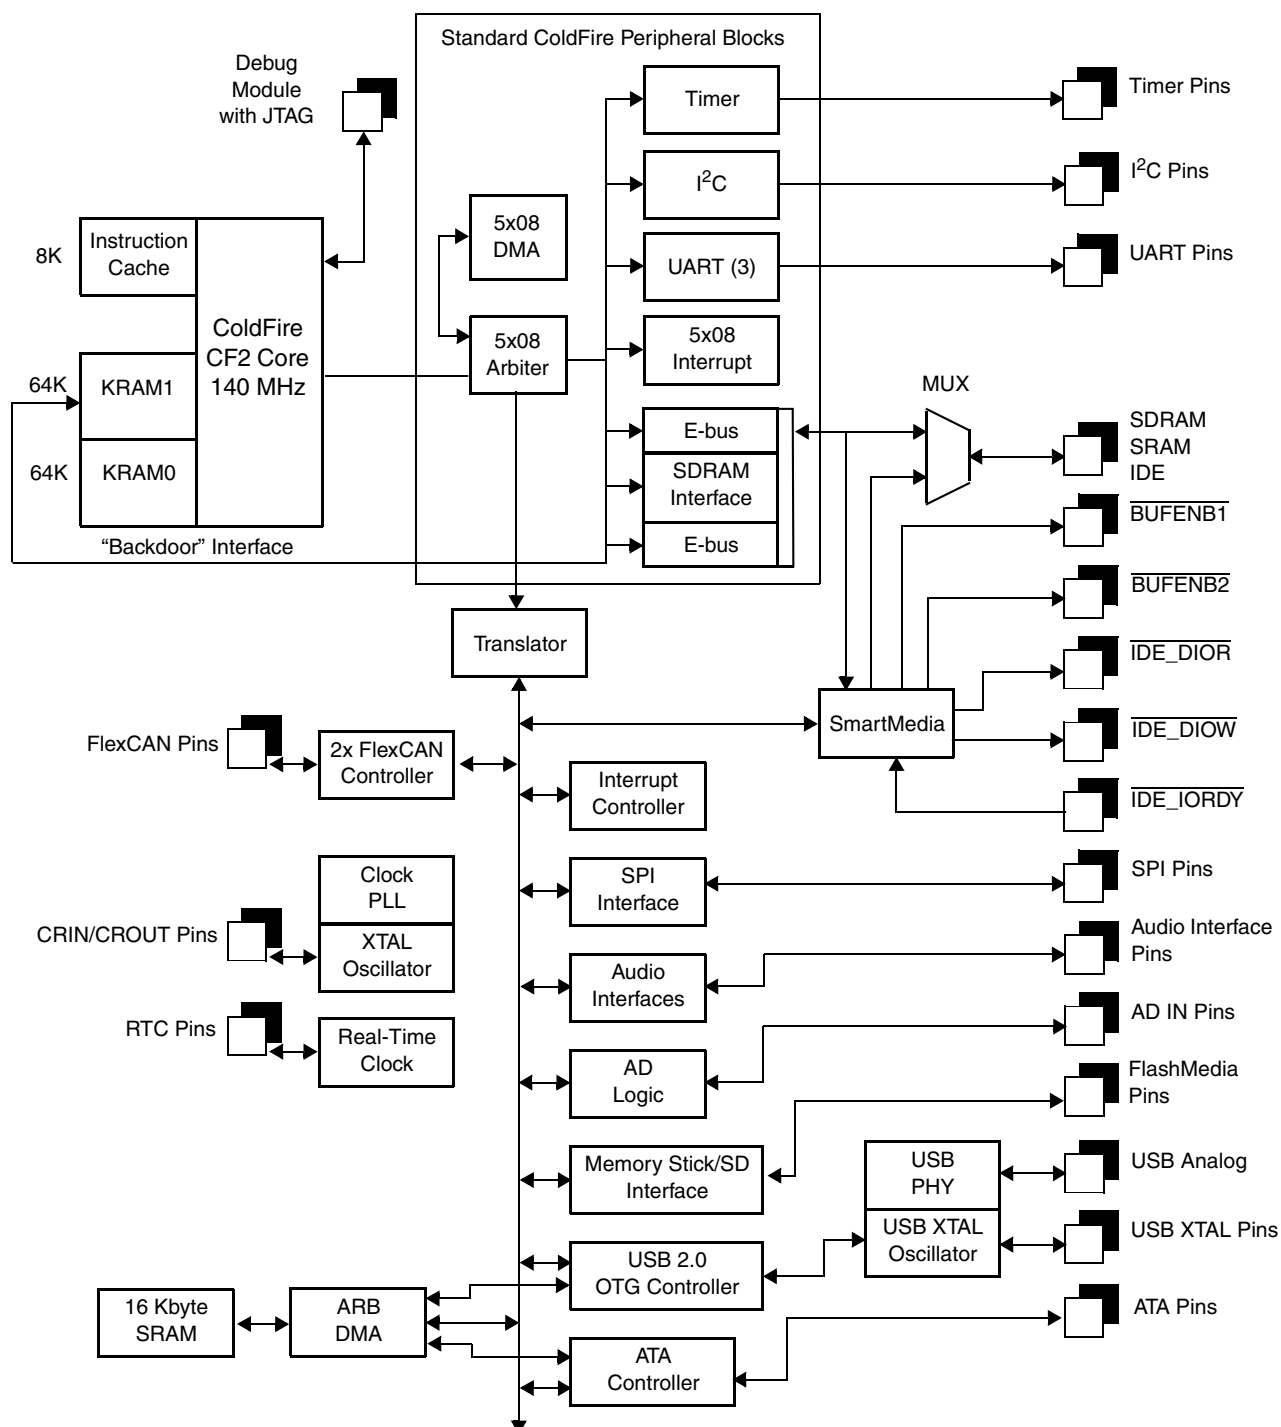 Standard ColdFire Peripheral Blocks
Debug
Module
with JTAG
Timer
Timer Pins
I²C
I²C Pins
5x08
DMA
UART (3)
UART Pins
8K
Instruction
Cache
ColdFire
CF2 Core
140 MHz
5x08
Arbiter
5x08
Interrupt
64K
KRAM1
64K
KRAM0
"Backdoor" Interface
E-bus
SDRAM
Interface
E-bus
MUX
SDRAM
SRAM
IDE
BUFENB1
BUFENB2
IDE_DIOR
IDE_DIOW
IDE_IORDY
Translator
SmartMedia
FlexCAN Pins
2x FlexCAN
Controller
Interrupt
Controller
Clock
PLL
SPI
Interface
SPI Pins
CRIN/CROUT Pins
XTAL
Oscillator
Audio
Interfaces
Audio Interface
Pins
RTC Pins
Real-Time
Clock
AD
Logic
AD IN Pins
FlashMedia
Pins
Memory Stick/SD
Interface
USB
PHY
USB Analog
USB XTAL
Oscillator
USB XTAL Pins
USB 2.0
OTG Controller
16 Kbyte
SRAM
ARB
DMA
ATA
Controller
ATA Pins